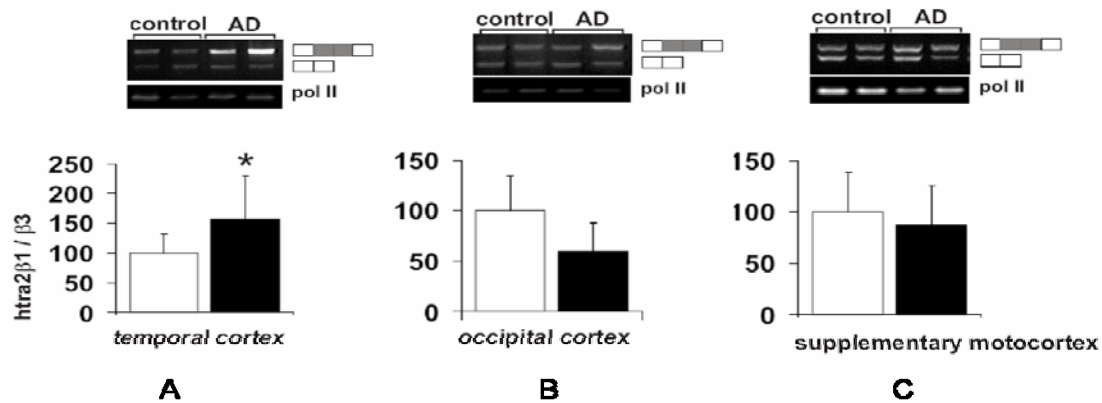 control AD
pol II
250
200
150
100
50
0
htra2β1 / β3
*
temporal cortex
A
control AD
pol II
150
100
50
0
occipital cortex
B
control AD
pol II
150
100
50
0
supplementary motocortex
C